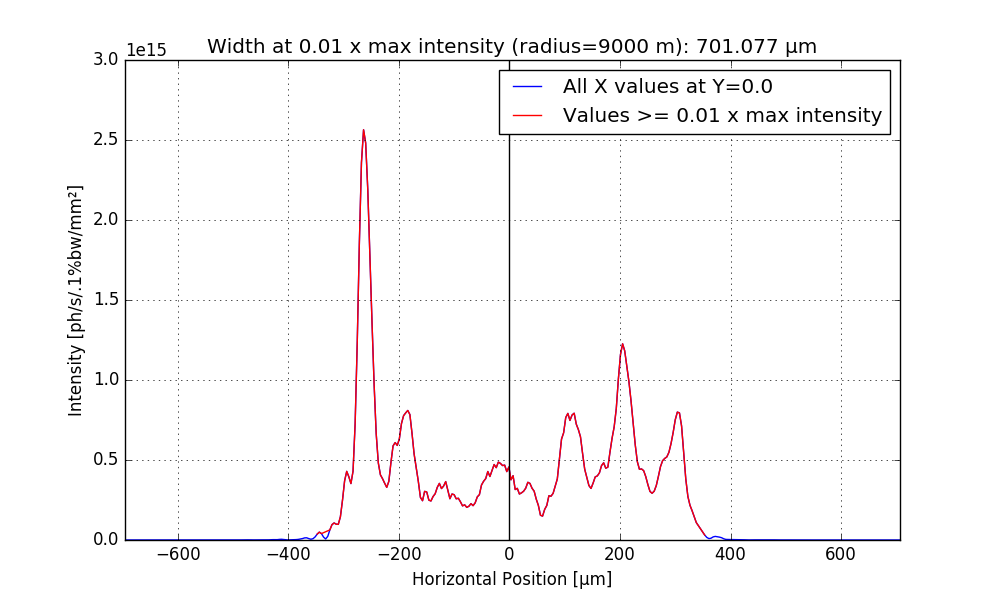 Width at 0.01 x max intensity (radius=9000 m): 701.077 µm
1e15
All X values at Y=0.0
Values >= 0.01 x max intensity
3.0
2.5
2.0
1.5
1.0
0.5
0.0
Intensity [ph/s/.1%bw/mm²]
−600
−400
−200
0
200
400
600
Horizontal Position [µm]